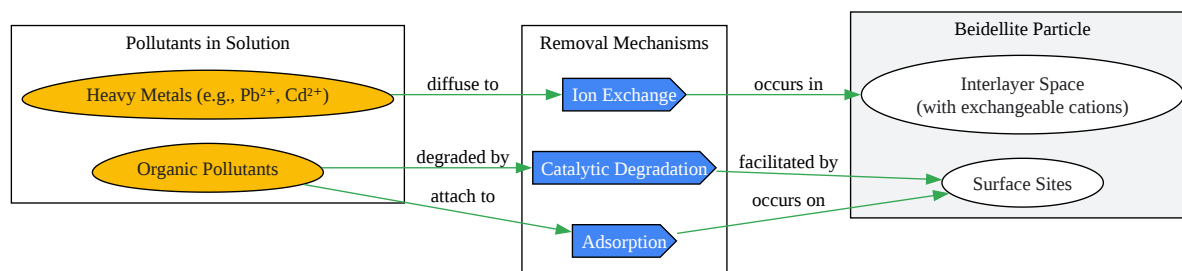 Pollutants in Solution
Heavy Metals (e.g., Pb²⁺, Cd²⁺)
Organic Pollutants
diffuse to
degraded by
attach to
Removal Mechanisms
Ion Exchange
Catalytic Degradation
Adsorption
occurs in
facilitated by
occurs on
Beidellite Particle
Interlayer Space
(with exchangeable cations)
Surface Sites